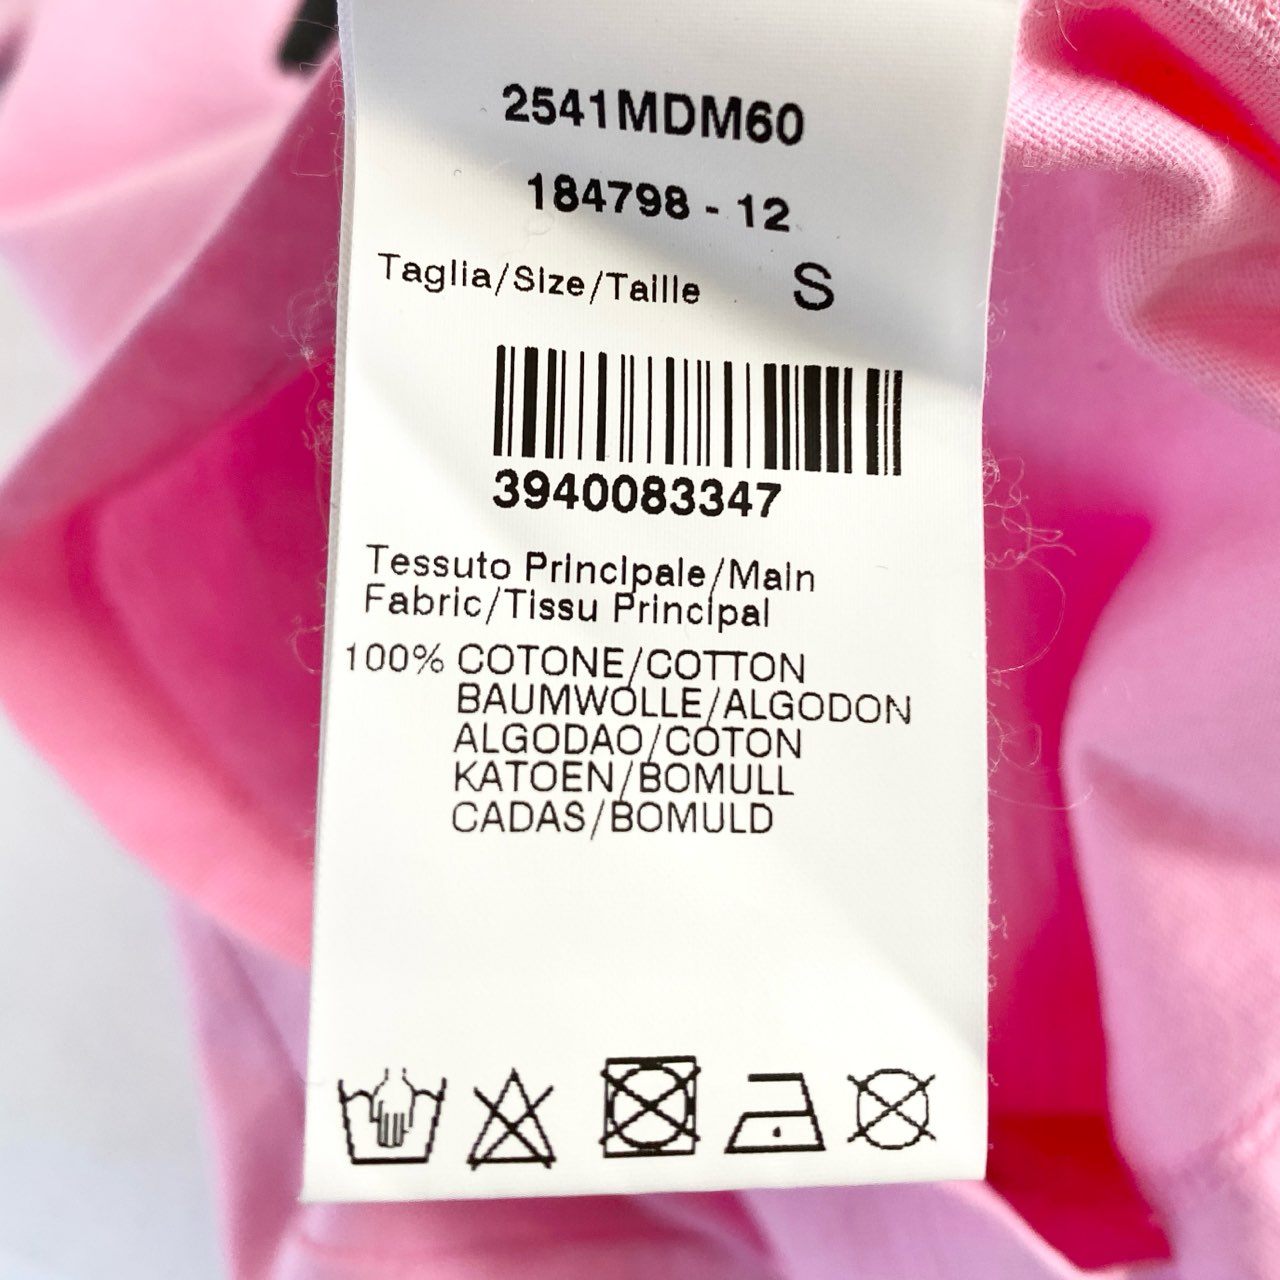 2541MDM60
184798 - 12
Taglia/Size/Taille S
3940083347
Tessuto Principale/Main
Fabric/Tissu Principal
100% COTONE/COTTON
BAUMWOLLE/ALGODON
ALGODAO/COTON
KATOEN/BOMULL
CADAS/BOMULD